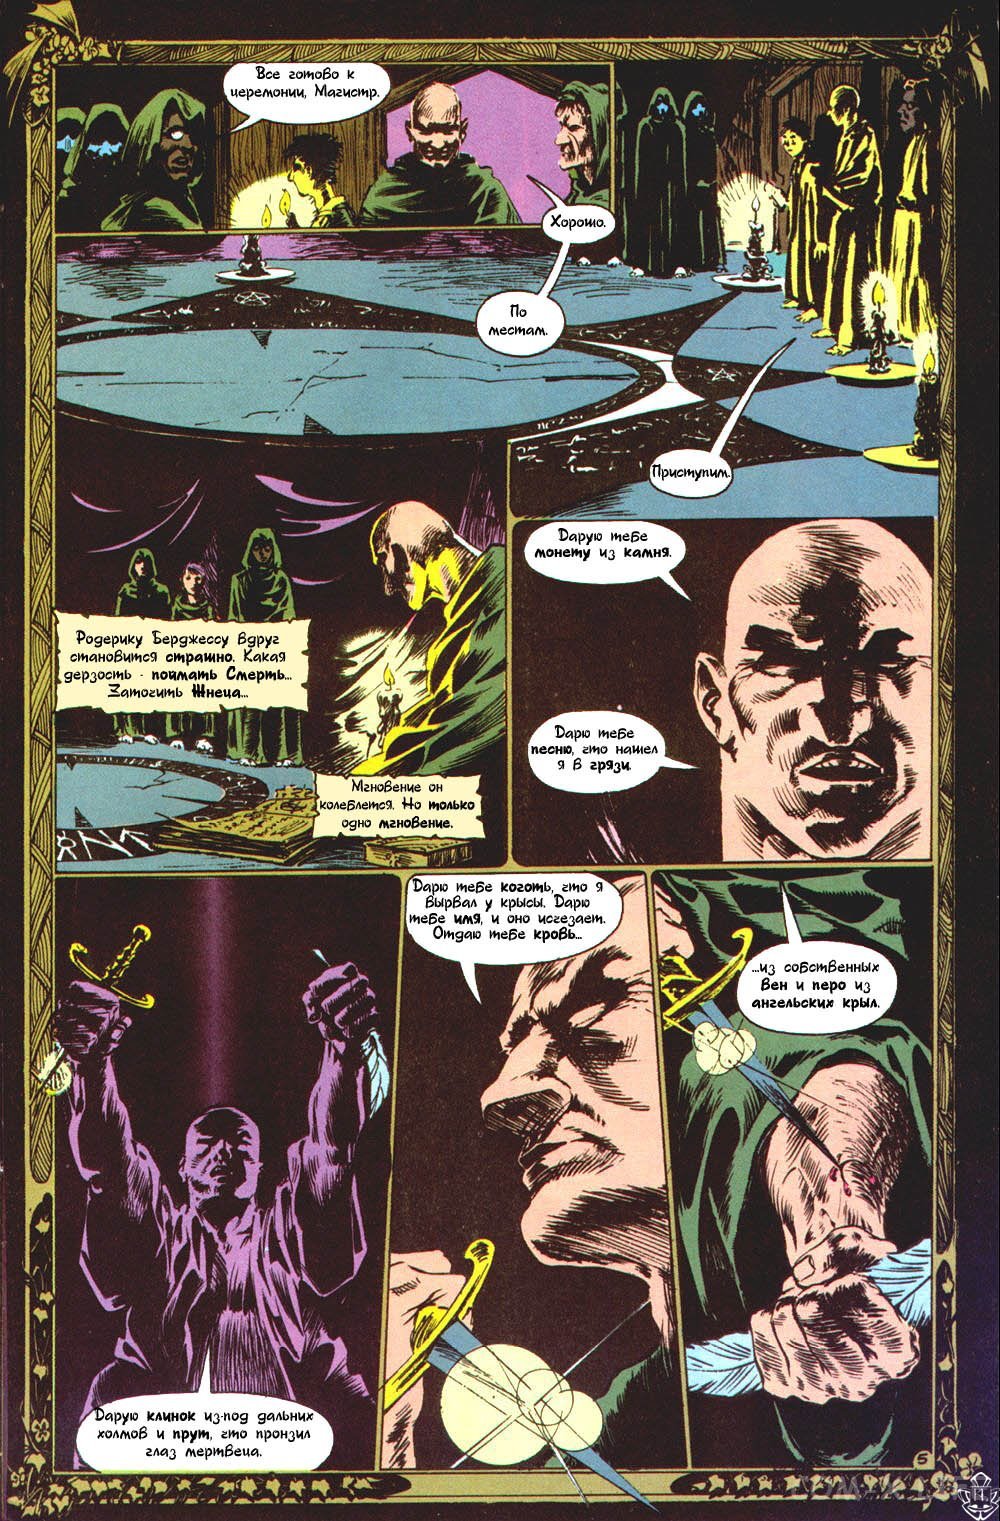 Все готово к
церемонии, Магистр.
Хорошо.
По
местам.
Приступим.
Родерику Берджессу вдруг
становится страшно. Какая
дерзость - поймать Смерть...
Заточить Жнеца...
Мгновение он
колеблется. Но только
одно мгновение.
Дарую тебе
монету из камня.
Дарю тебе
песню, что нашел
я в грязи.
Дарую клинок из-под дальних
холмов и прут, что пронзил
глаз мертвеца.
Дарю тебе коготь, что я
вырвал у крысы. Дарю
тебе имя, и оно исчезает.
Отдаю тебе кровь...
...из собственных
вен и перо из
ангельских крыл.
5